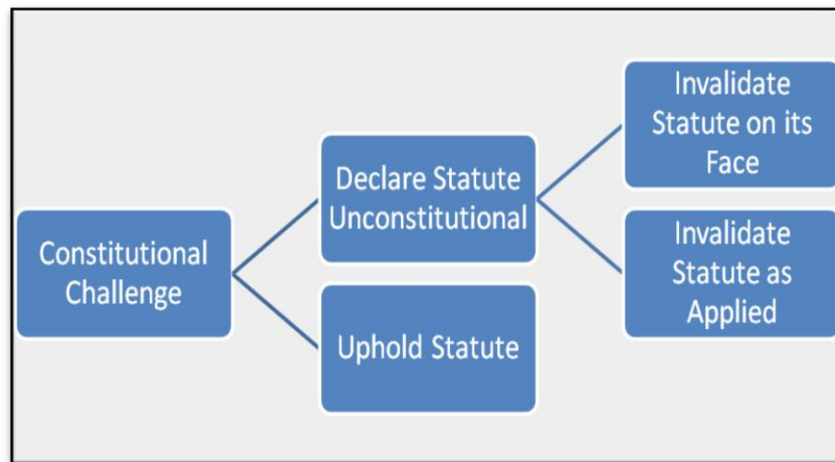 Constitutional
Challenge
Declare Statute
Unconstitutional
Uphold Statute
Invalidate
Statute on its
Face
Invalidate
Statute as
Applied